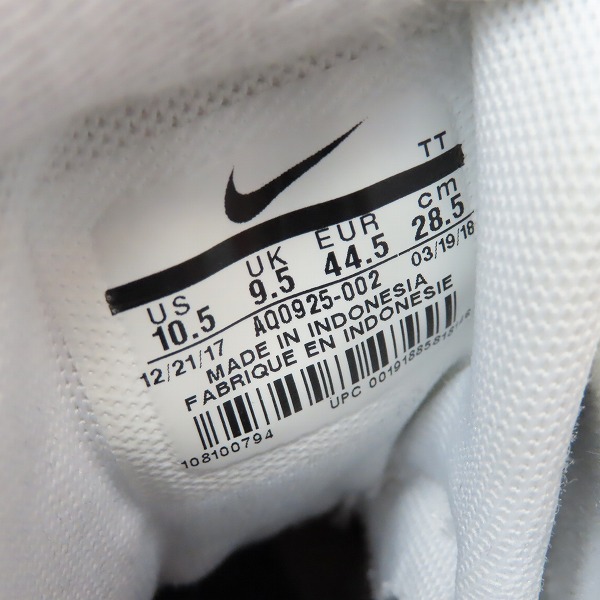 TT
US UK EUR cm
10.5 9.5 44.5 28.5
12/21/17 AQ0925-002 03/19/18
MADE IN INDONESIA
FABRIQUE EN INDONESIE
108100794 UPC